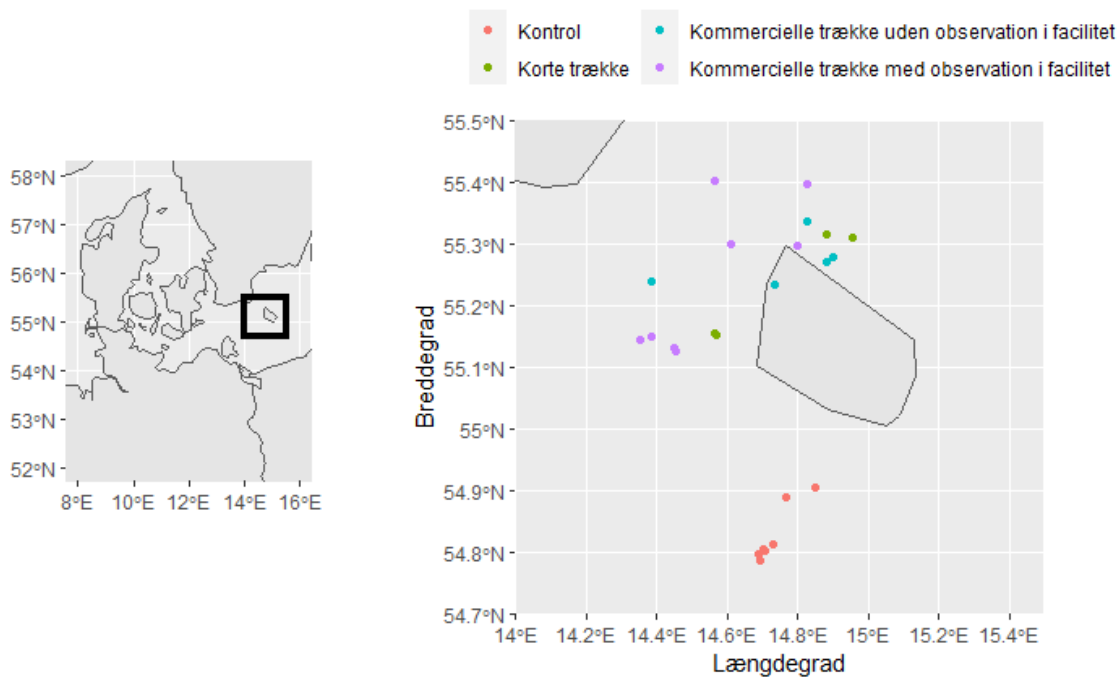 Kontrol
Kommercielle trække uden observation i facilitet
Korte trække
Kommercielle trække med observation i facilitet
58°N
57°N
56°N
55°N
54°N
53°N
52°N
8°E 10°E 12°E 14°E 16°E
Breddegrad
55.5°N
55.4°N
55.3°N
55.2°N
55.1°N
55°N
54.9°N
54.8°N
54.7°N
14°E 14.2°E 14.4°E 14.6°E 14.8°E 15°E 15.2°E 15.4°E
Længdegrad